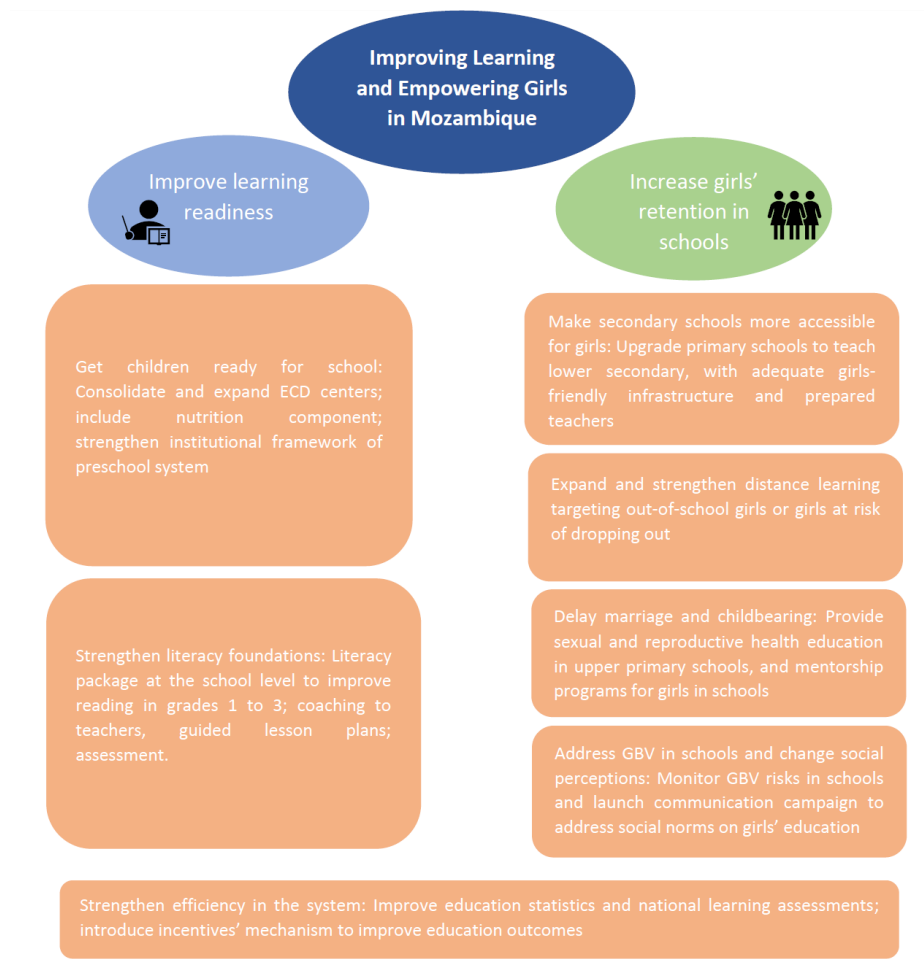 Improving Learning
and Empowering Girls
in Mozambique
Improve learning
readiness
Increase girls’
retention in
schools
Get children ready for school:
Consolidate and expand ECD centers;
include nutrition component;
strengthen institutional framework of
preschool system
Strengthen literacy foundations: Literacy
package at the school level to improve
reading in grades 1 to 3; coaching to
teachers, guided lesson plans;
assessment.
Make secondary schools more accessible
for girls: Upgrade primary schools to teach
lower secondary, with adequate girls-
friendly infrastructure and prepared
teachers
Expand and strengthen distance learning
targeting out-of-school girls or girls at risk
of dropping out
Delay marriage and childbearing: Provide
sexual and reproductive health education
in upper primary schools, and mentorship
programs for girls in schools
Address GBV in schools and change social
perceptions: Monitor GBV risks in schools
and launch communication campaign to
address social norms on girls’ education
Strengthen efficiency in the system: Improve education statistics and national learning assessments;
introduce incentives’ mechanism to improve education outcomes